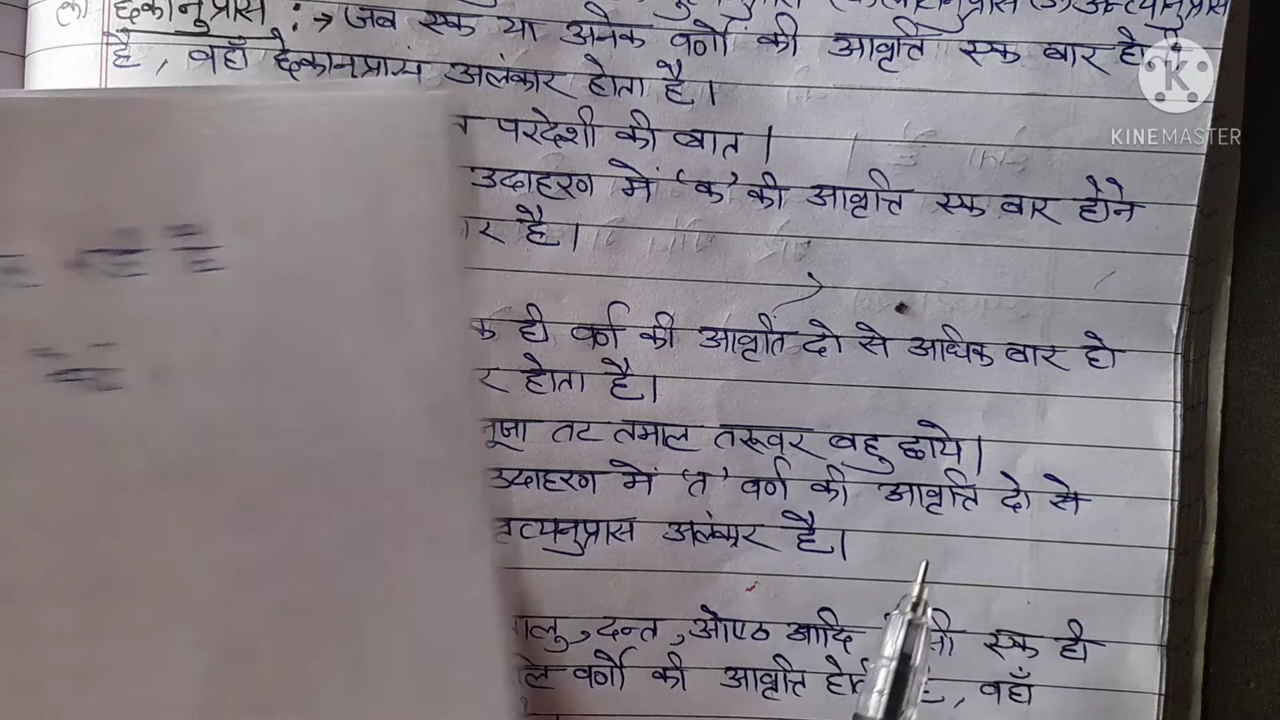 छेकानुप्रास :→ जब एक या अनेक वर्णों की आवृत्ति एक बार होती
है, वहाँ छेकानुप्रास अलंकार होता है।
परदेशी की बात।
उदाहरण में 'क' की आवृत्ति एक बार होने
र है।
क ही वर्ण की आवृत्ति दो से अधिक बार हो
र होता है।
नूजा तट तमाल तरूवर बहु छाये।
उदाहरण में 'त' वर्ण की आवृत्ति दो से
त्यनुप्रास अलंकार है।
ालु, दन्त, ओष्ठ आदि एक ही
ले वर्णों की आवृत्ति वहाँ
KINEMASTER